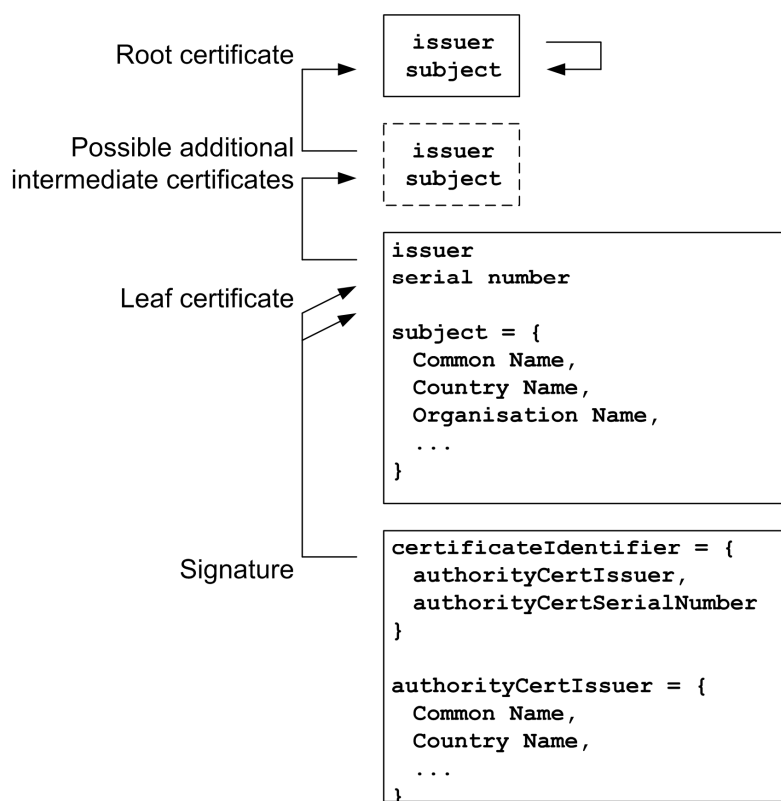 Root certificate
issuer
subject
Possible additional
intermediate certificates
issuer
subject
Leaf certificate
issuer
serial number
subject = {
Common Name,
Country Name,
Organisation Name,
...
}
Signature
certificateIdentifier = {
authorityCertIssuer,
authorityCertSerialNumber
}
authorityCertIssuer = {
Common Name,
Country Name,
...
}